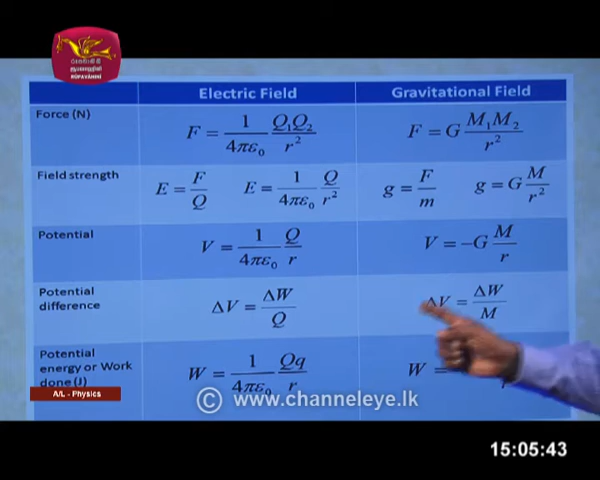 RUPAVAHINI
Electric Field Gravitational Field
Force (N) F = 1/4πε₀ Q₁Q₂/r² F = G M₁M₂/r²
Field strength E = F/Q E = 1/4πε₀ Q/r² g = F/m g = G M/r²
Potential V = 1/4πε₀ Q/r V = -G M/r
Potential
difference ΔV = ΔW/Q ΔV = ΔW/M
Potential
energy or Work
done (J) W = 1/4πε₀ Qq/r W = r
A/L - Physics
© www.channeleye.lk
15:05:43